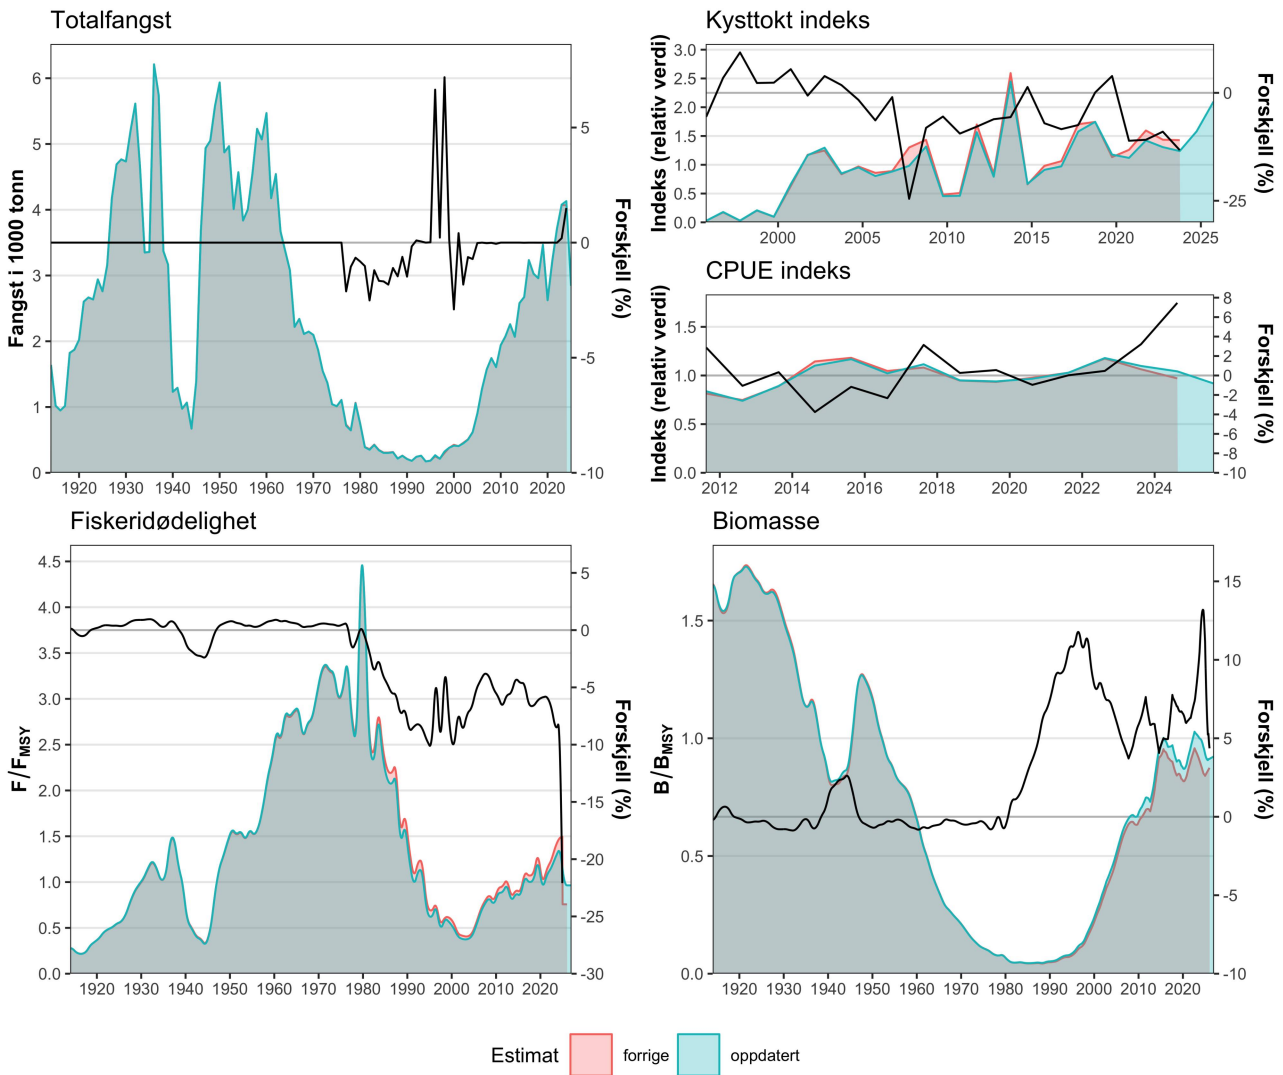 Totalfangst
Fangst i 1000 tonn
6
5
4
3
2
1
0
5
0
-5
-10
Forskjell (%)
1920 1930 1940 1950 1960 1970 1980 1990 2000 2010 2020
Kysttokt indeks
Indeks (relativ verdi)
3.0
2.5
2.0
1.5
1.0
0.5
0.0
0
-25
Forskjell (%)
2000 2005 2010 2015 2020 2025
CPUE indeks
Indeks (relativ verdi)
1.5
1.0
0.5
0.0
8
6
4
2
0
-2
-4
-6
-8
-10
Forskjell (%)
2012 2014 2016 2018 2020 2022 2024
Fiskeridødelighet
F/FMSY
4.5
4.0
3.5
3.0
2.5
2.0
1.5
1.0
0.5
0.0
5
0
-5
-10
-15
-20
-25
-30
Forskjell (%)
1920 1930 1940 1950 1960 1970 1980 1990 2000 2010 2020
Biomasse
B/BMSY
1.5
1.0
0.5
0.0
15
10
5
0
-5
-10
Forskjell (%)
1920 1930 1940 1950 1960 1970 1980 1990 2000 2010 2020
Estimat forrige oppdatert